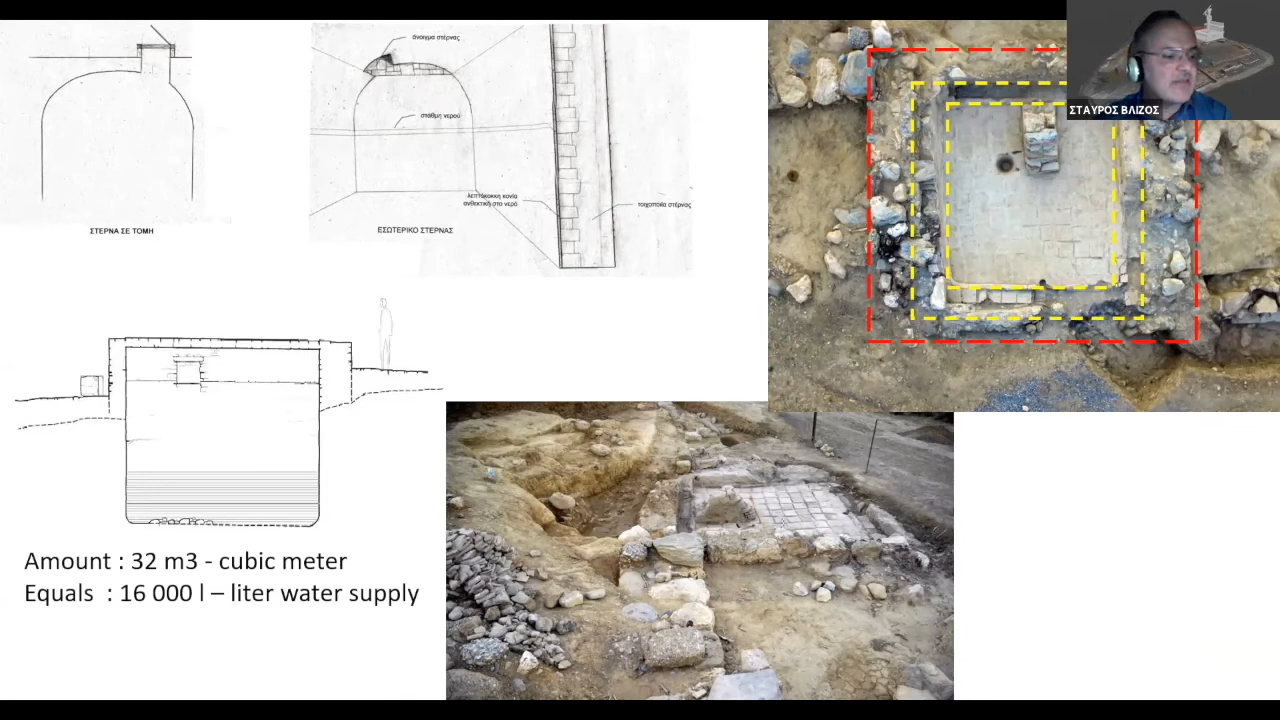 άνοιγμα στέρνας
στάθμη νερού
λεπτόκοκκη κονία
ανθεκτική στο νερό
τοιχοποιία στέρνας
ΣΤΕΡΝΑ ΣΕ ΤΟΜΗ
ΕΣΩΤΕΡΙΚΟ ΣΤΕΡΝΑΣ
ΣΤΑΥΡΟΣ ΒΛΙΖΟΣ
Amount : 32 m3 - cubic meter
Equals : 16 000 l – liter water supply